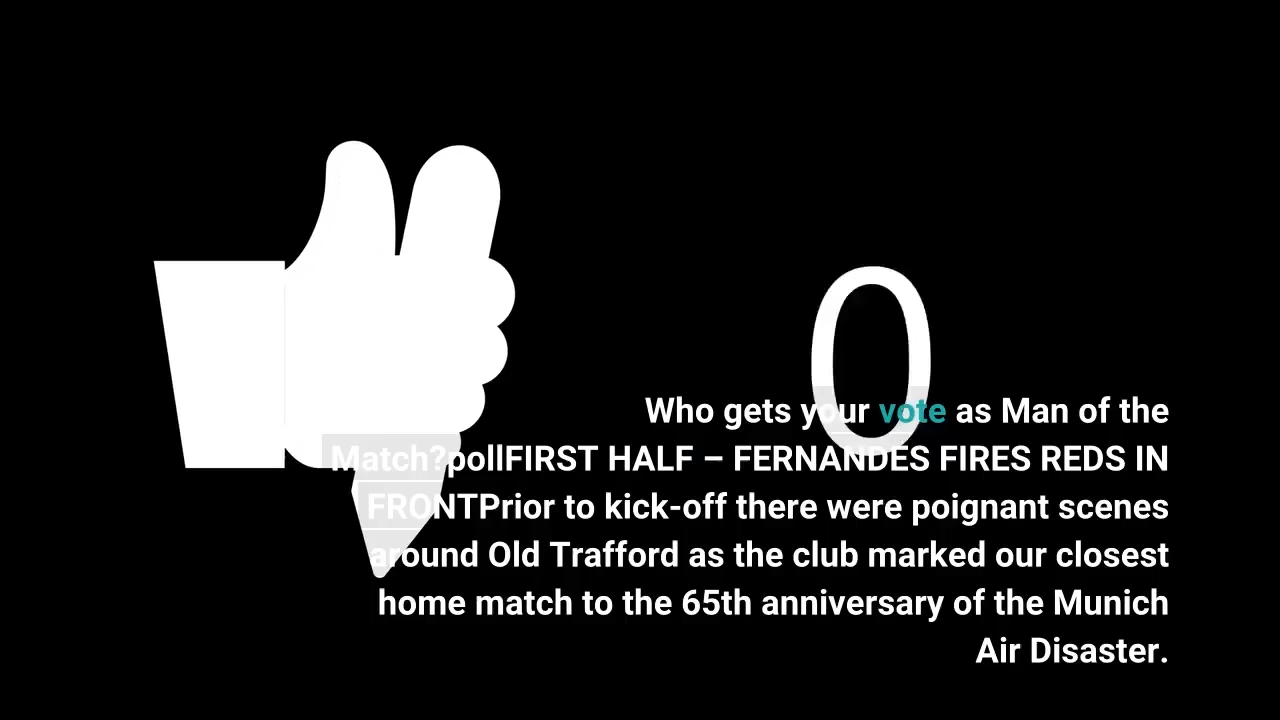 0
Who gets your vote as Man of the
Match?pollFIRST HALF – FERNANDES FIRES REDS IN
FRONTPrior to kick-off there were poignant scenes
around Old Trafford as the club marked our closest
home match to the 65th anniversary of the Munich
Air Disaster.